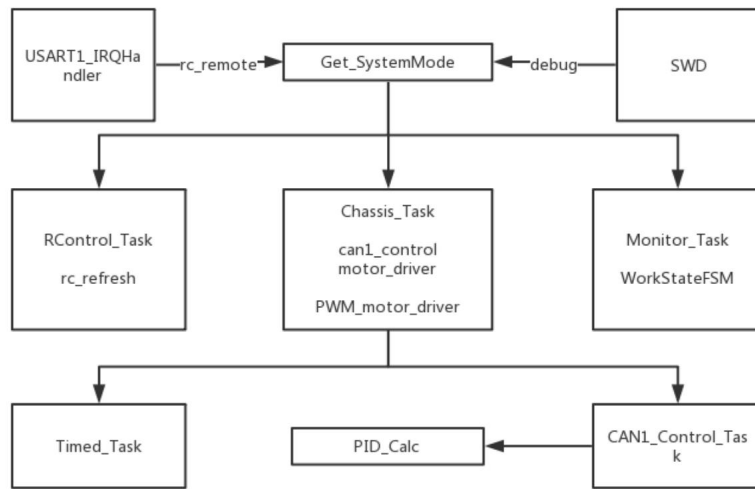 USART1_IRQHa
ndler
rc_remote
Get_SystemMode
debug
SWD
RControl_Task
rc_refresh
Chassis_Task
can1_control
motor_driver
PWM_motor_driver
Monitor_Task
WorkStateFSM
Timed_Task
PID_Calc
CAN1_Control_Tas
k